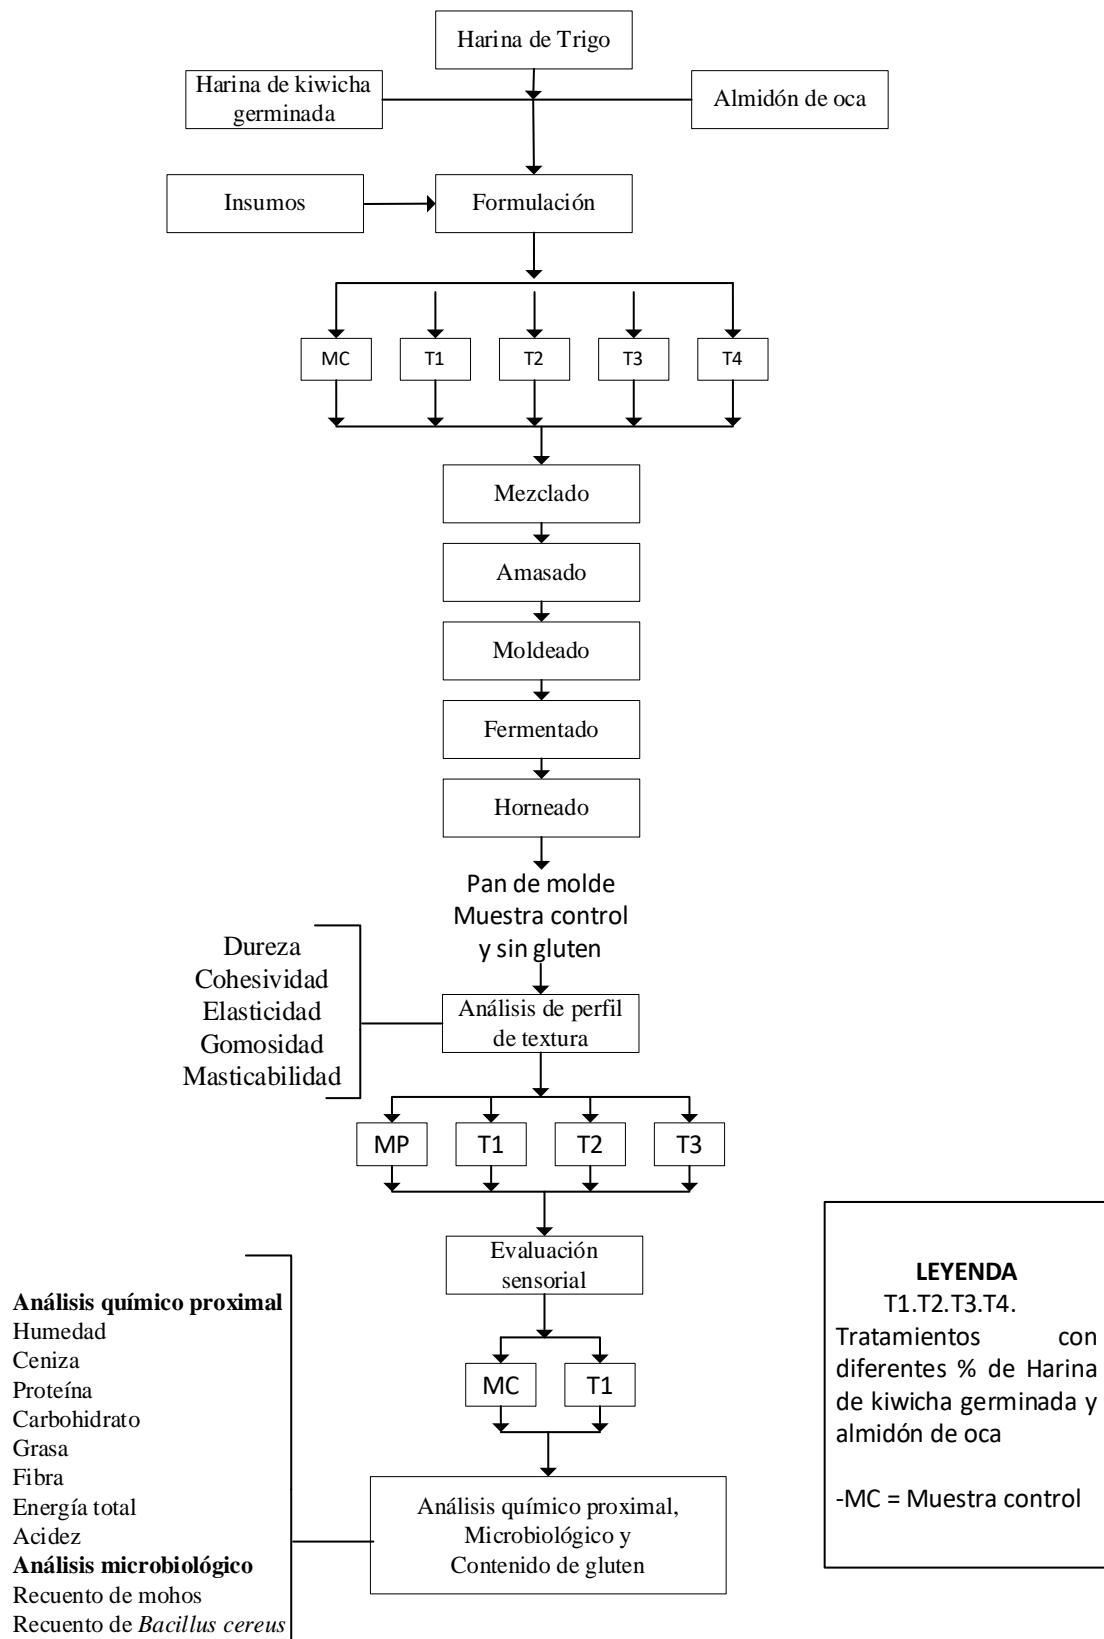 Harina de Trigo
Harina de kiwicha
germinada
Almidón de oca
Insumos
Formulación
MC
T1
T2
T3
T4
Mezclado
Amasado
Moldeado
Fermentado
Horneado
Pan de molde
Muestra control
y sin gluten
Dureza
Cohesividad
Elasticidad
Gomosidad
Masticabilidad
Análisis de perfil
de textura
MP
T1
T2
T3
Evaluación
sensorial
MC
T1
Análisis químico proximal
Humedad
Ceniza
Proteína
Carbohidrato
Grasa
Fibra
Energía total
Acidez
Análisis microbiológico
Recuento de mohos
Recuento de Bacillus cereus
Análisis químico proximal,
Microbiológico y
Contenido de gluten
LEYENDA
T1.T2.T3.T4.
Tratamientos con
diferentes % de Harina
de kiwicha germinada y
almidón de oca
-MC = Muestra control